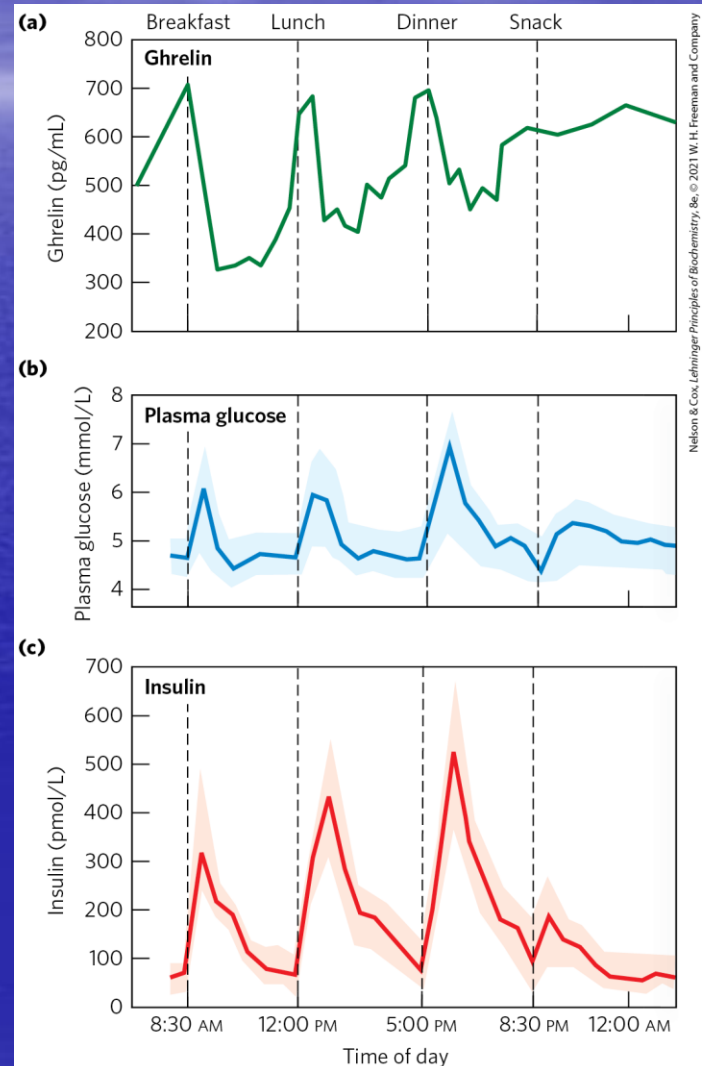 (a)
Breakfast Lunch Dinner Snack
Ghrelin
Ghrelin (pg/mL)
800
700
600
500
400
300
200
Nelson & Cox, Lehninger Principles of Biochemistry, 8e, © 2021 W. H. Freeman and Company
(b)
Plasma glucose
Plasma glucose (mmol/L)
8
7
6
5
4
(c)
Insulin
Insulin (pmol/L)
700
600
500
400
300
200
100
0
8:30 AM 12:00 PM 5:00 PM 8:30 PM 12:00 AM
Time of day